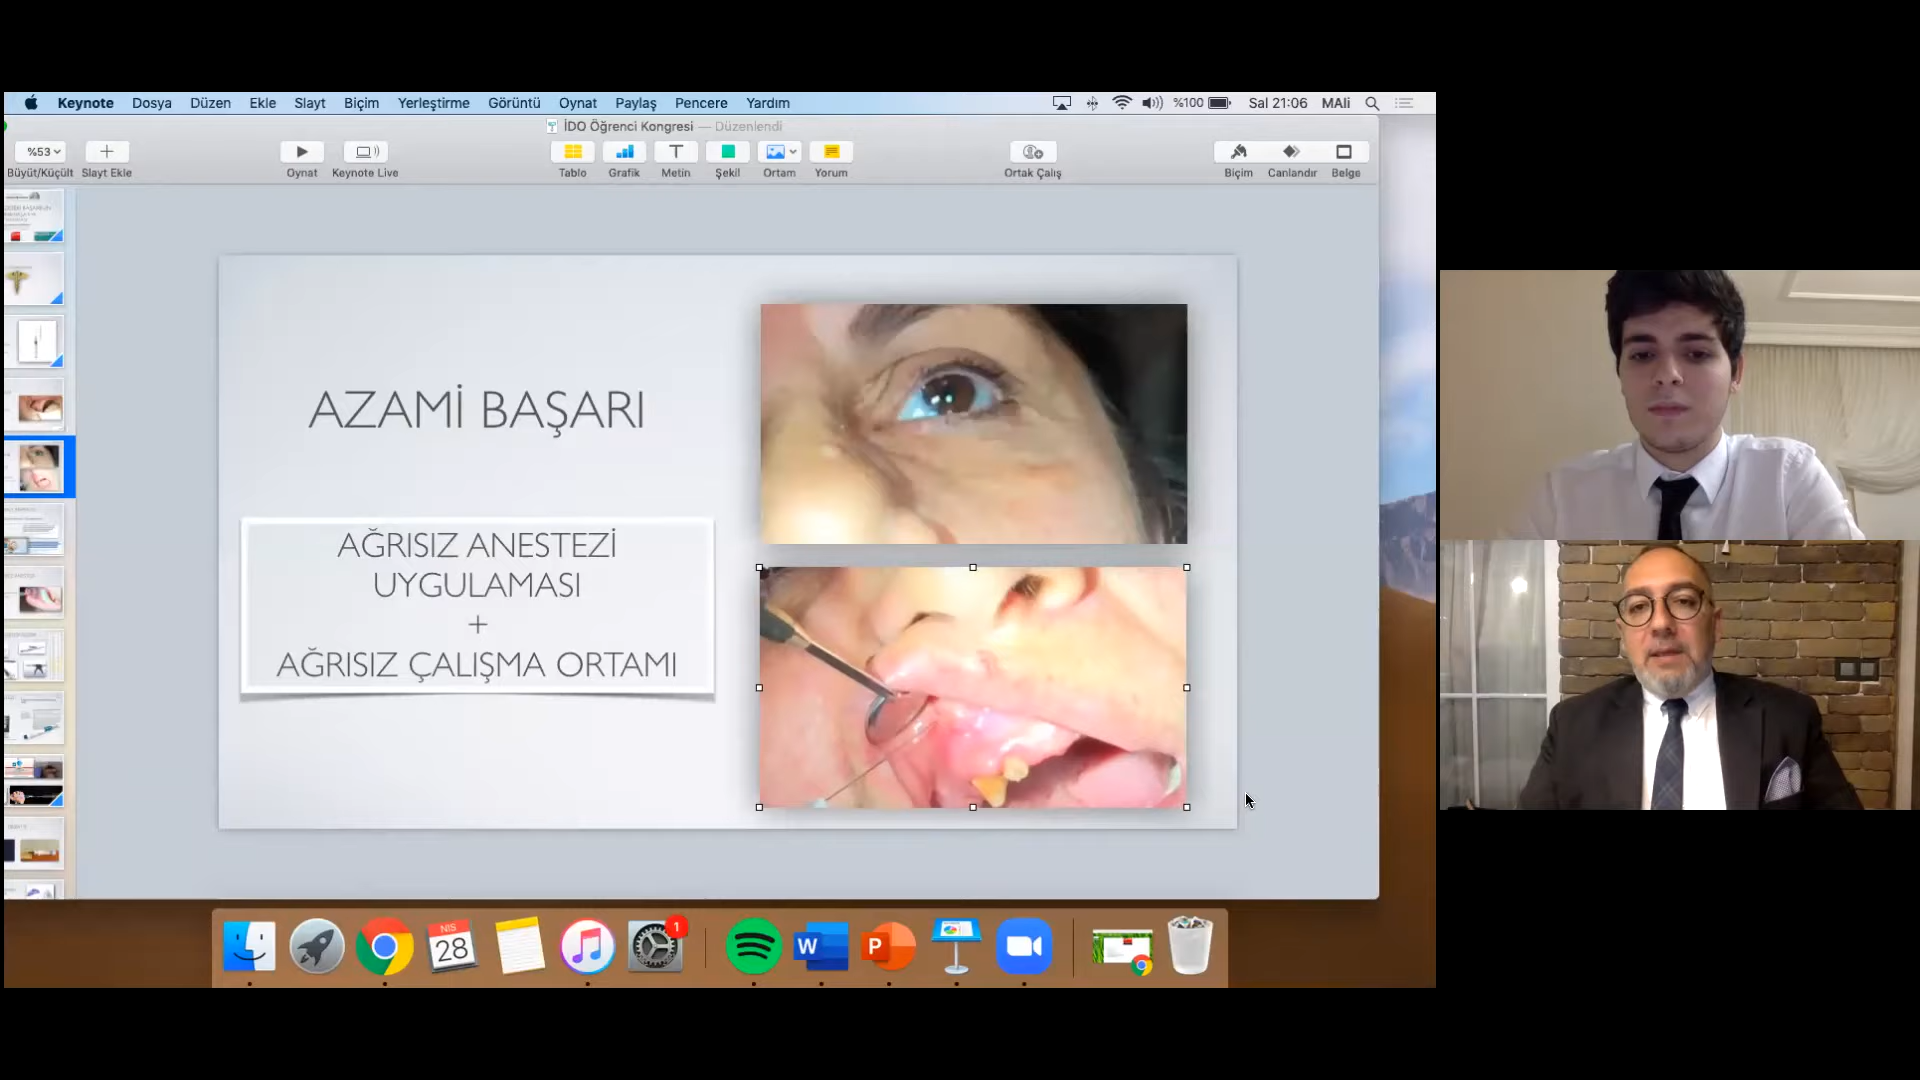 Keynote Dosya Düzen Ekle Slayt Biçim Yerleştirme Görüntü Oynat Paylaş Pencere Yardım
%100 Sal 21:06 MAli
İDO Öğrenci Kongresi — Düzenlendi
%53
Büyüt/Küçült Slayt Ekle Oynat Keynote Live Tablo Grafik Metin Şekil Ortam Yorum Ortak Çalış Biçim Canlandır Belge
AZAMİ BAŞARI
AĞRISIZ ANESTEZİ
UYGULAMASI
+
AĞRISIZ ÇALIŞMA ORTAMI
NIS
28
1
W
P